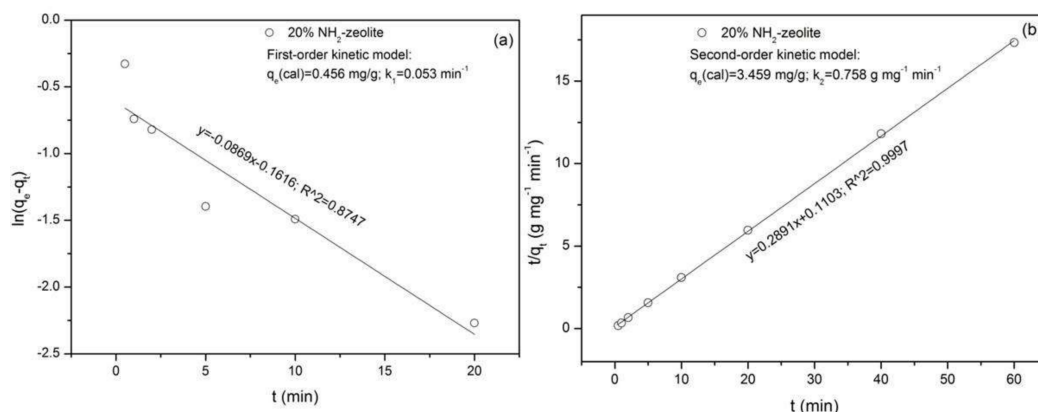 (a)
20% NH₂-zeolite
First-order kinetic model:
qₑ(cal)=0.456 mg/g; k₁=0.053 min⁻¹
y=-0.0869x-0.1616; R^2=0.8747
ln(qₑ-qₜ)
0.0
-0.5
-1.0
-1.5
-2.0
-2.5
0
5
10
15
20
t (min)
(b)
20% NH₂-zeolite
Second-order kinetic model:
qₑ(cal)=3.459 mg/g; k₂=0.758 g mg⁻¹ min⁻¹
y=0.2891x+0.1103; R^2=0.9997
t/qₜ (g mg⁻¹ min⁻¹)
15
10
5
0
0
10
20
30
40
50
60
t (min)